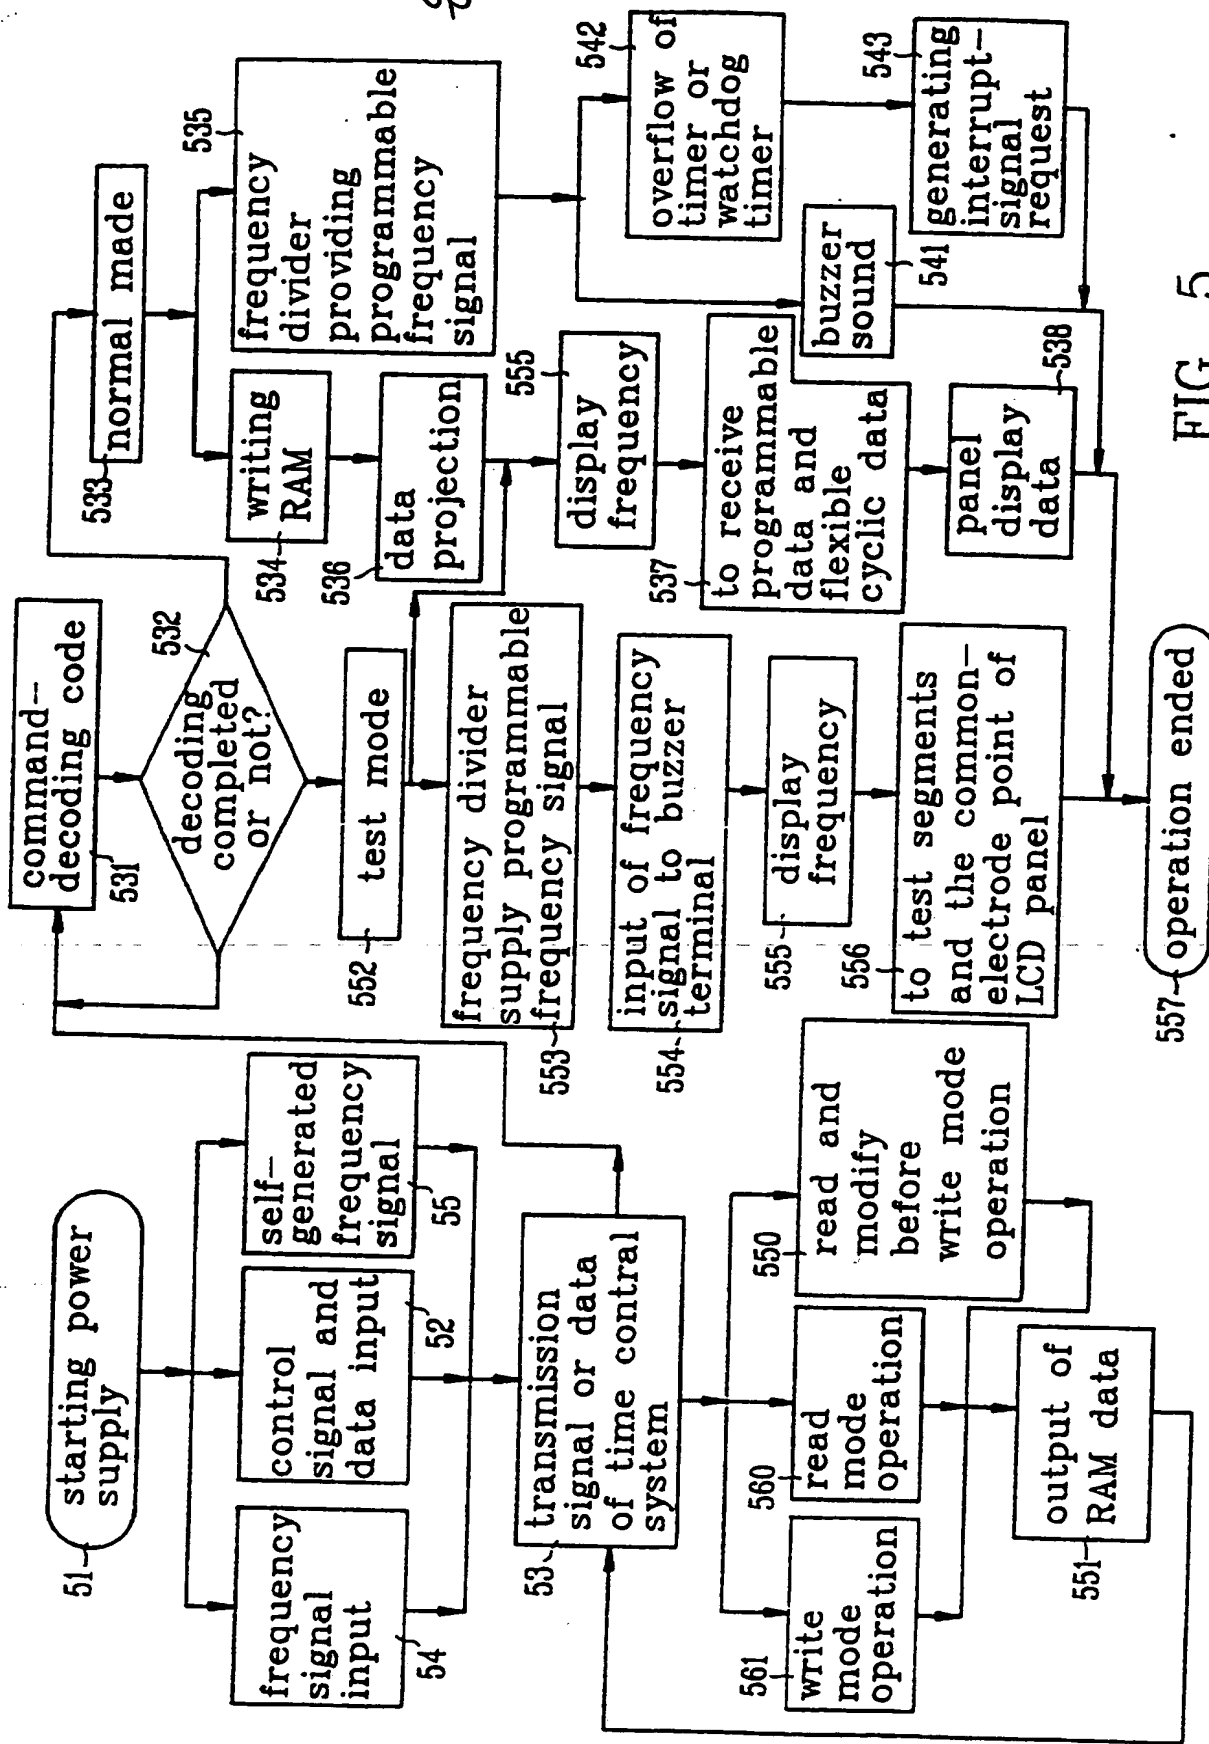 51
starting power
supply
54
frequency
signal
input
52
control
signal and
data input
55
self-
generated
frequency
signal
53
transmission
signal or data
of time contral
system
561
write
mode
operation
560
read
mode
operation
550
read and
modify
before
write mode
operation
551
output of
RAM data
command-
decoding code
531
532
decoding
completed
or not?
552
test mode
553
frequency divider
supply programmable
frequency signal
554
input of frequency
signal to buzzer
terminal
555
display
frequency
556
to test segments
and the common-
electrode point of
LCD panel
557
operation ended
533
normal made
534
writing
RAM
535
frequency
divider
providing
programmable
frequency
signal
536
data
projection
555
display
frequency
537
to receive
programmable
data and
flexible
cyclic data
538
panel
display
data
541
buzzer
sound
542
overflow of
timer or
watchdog
timer
543
generating
interrupt-
signal
request
FIG. 5